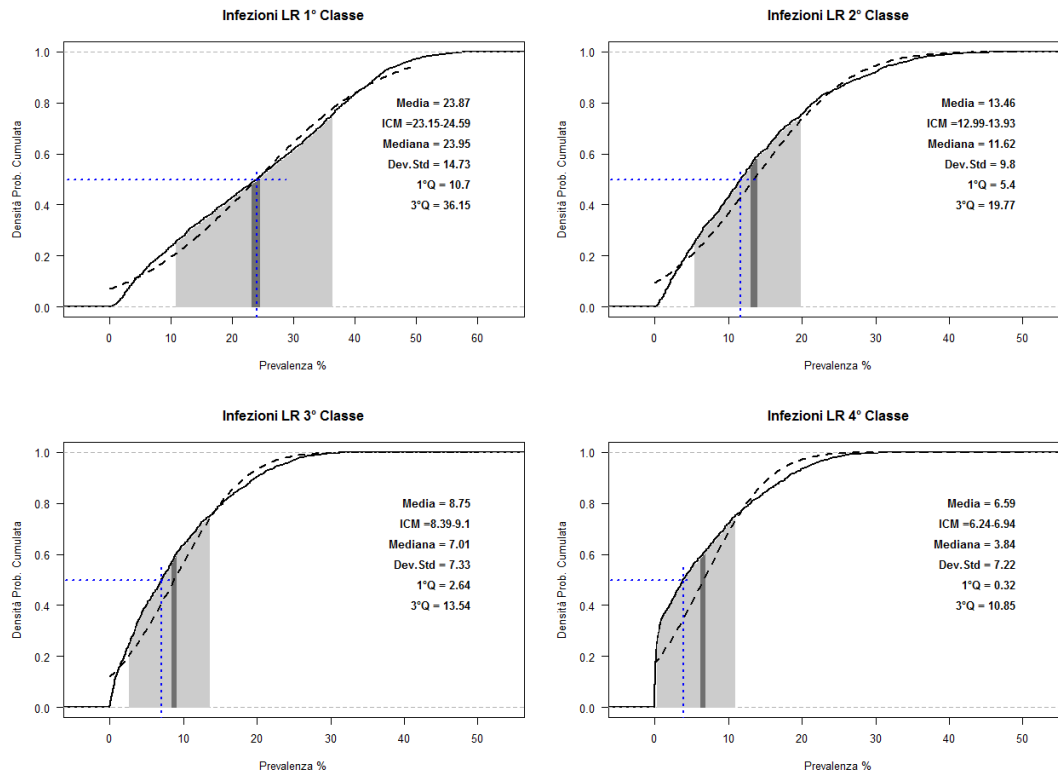 Infezioni LR 1° Classe
Densità Prob. Cumulata
1.0
0.8
0.6
0.4
0.2
0.0
Media = 23.87
ICM =23.15-24.59
Mediana = 23.95
Dev.Std = 14.73
1°Q = 10.7
3°Q = 36.15
0 10 20 30 40 50 60
Prevalenza %
Infezioni LR 2° Classe
Densità Prob. Cumulata
1.0
0.8
0.6
0.4
0.2
0.0
Media = 13.46
ICM =12.99-13.93
Mediana = 11.62
Dev.Std = 9.8
1°Q = 5.4
3°Q = 19.77
0 10 20 30 40 50
Prevalenza %
Infezioni LR 3° Classe
Densità Prob. Cumulata
1.0
0.8
0.6
0.4
0.2
0.0
Media = 8.75
ICM =8.39-9.1
Mediana = 7.01
Dev.Std = 7.33
1°Q = 2.64
3°Q = 13.54
0 10 20 30 40 50
Prevalenza %
Infezioni LR 4° Classe
Densità Prob. Cumulata
1.0
0.8
0.6
0.4
0.2
0.0
Media = 6.59
ICM =6.24-6.94
Mediana = 3.84
Dev.Std = 7.22
1°Q = 0.32
3°Q = 10.85
0 10 20 30 40 50
Prevalenza %